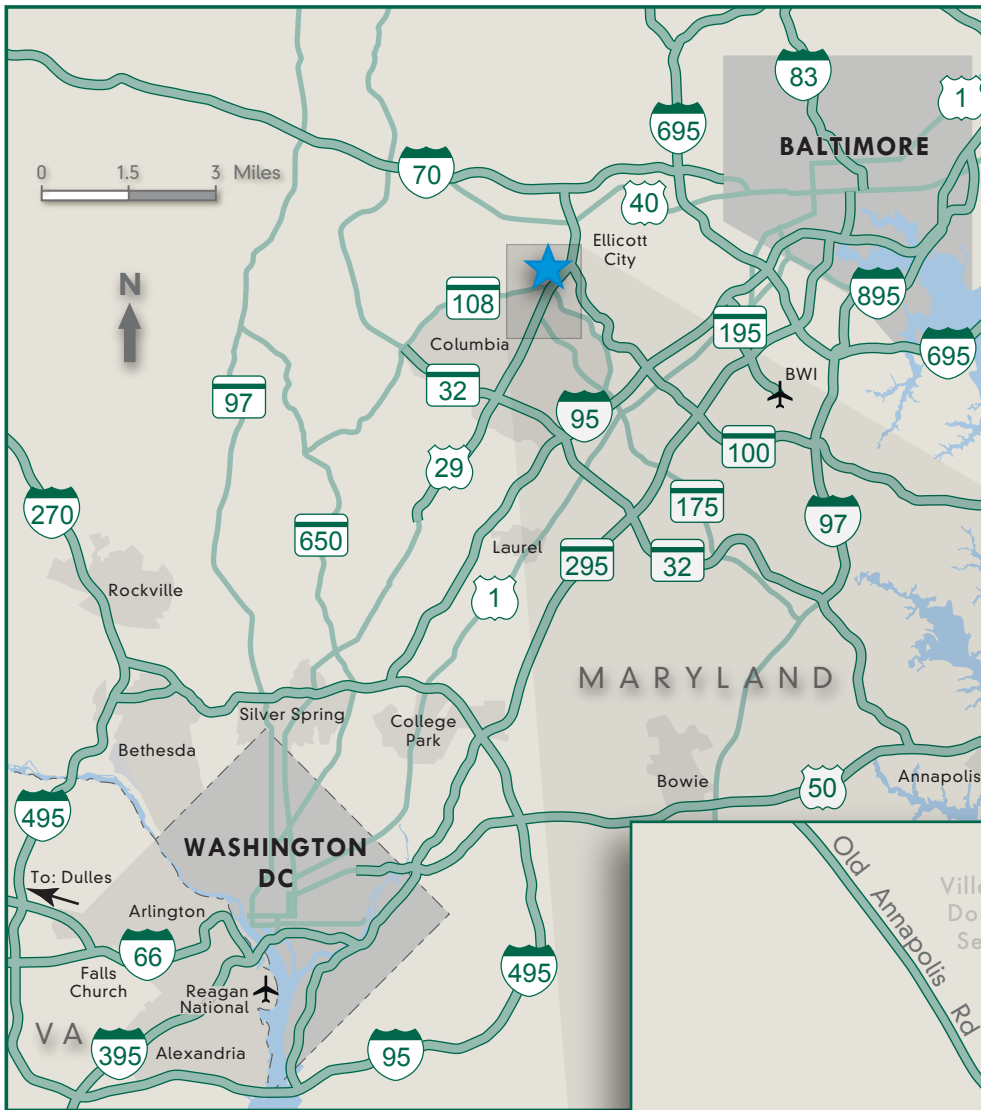 83
1
695
BALTIMORE
70
0 1.5 3 Miles
40
Ellicott
City
N
108
895
195
Columbia
695
BWI
32
97
95
100
29
175
270
97
650
Laurel
295
32
Rockville
1
MARYLAND
Silver Spring
College
Park
Bethesda
Bowie
50
Annapolis
495
WASHINGTON
DC
To: Dulles
Arlington
66
Falls
Church
495
Reagan
National
VA
395
Alexandria
95
Old Annapolis Rd
Villa
Do
Se